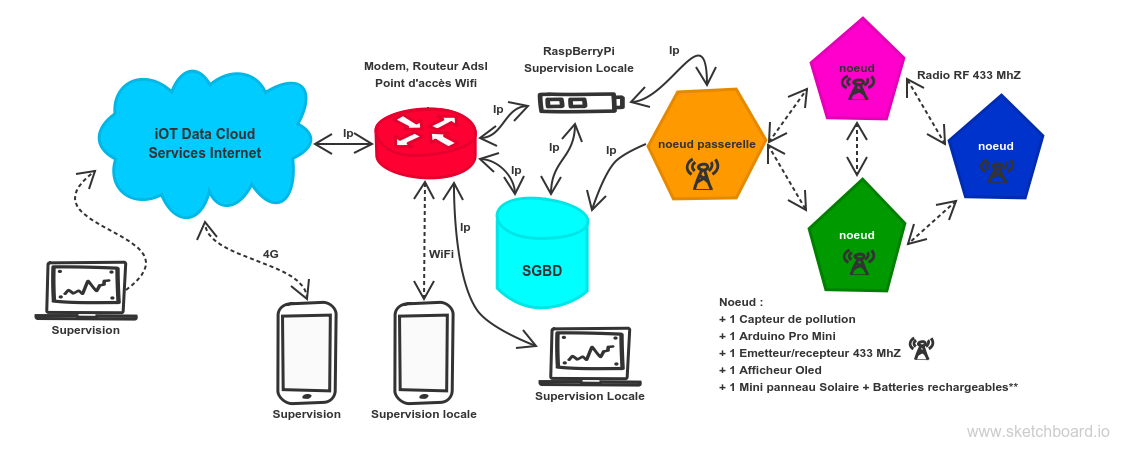 RaspBerryPi
Supervision Locale
Ip
Modem, Routeur Adsl
Point d'accès Wifi
noeud
Radio RF 433 MhZ
iOT Data Cloud
Services Internet
Ip
Ip
Ip
Ip
noeud passerelle
noeud
Ip
Ip
4G
WiFi
SGBD
noeud
Supervision
Supervision
Supervision locale
Supervision Locale
Noeud :
+ 1 Capteur de pollution
+ 1 Arduino Pro Mini
+ 1 Emetteur/recepteur 433 MhZ
+ 1 Afficheur Oled
+ 1 Mini panneau Solaire + Batteries rechargeables**
www.sketchboard.io